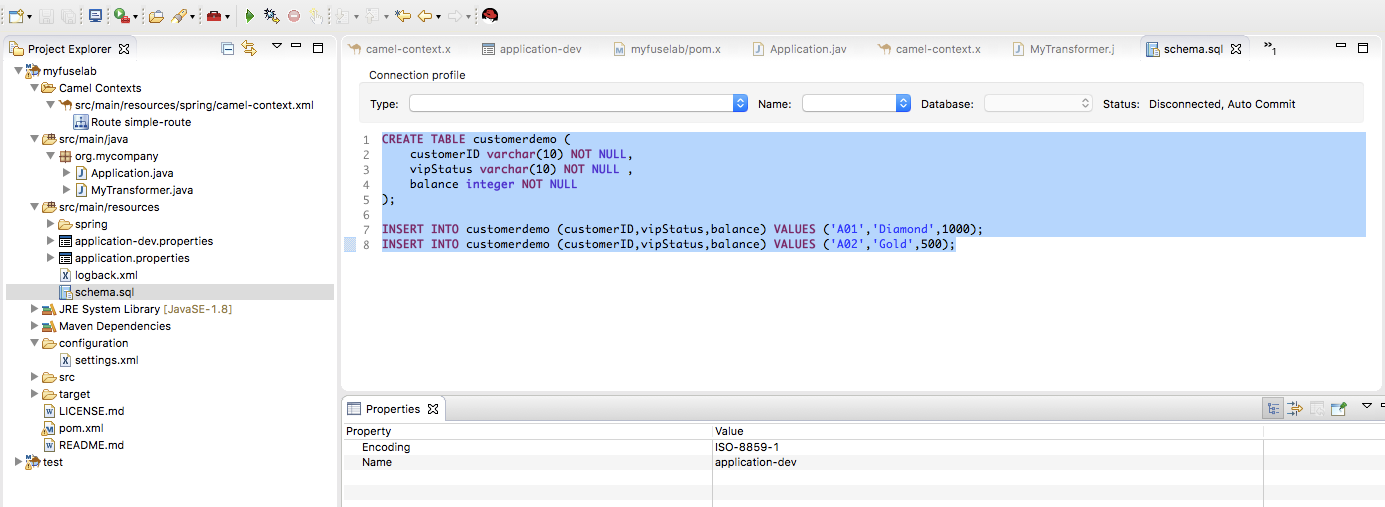 Project Explorer
myfuselab
Camel Contexts
src/main/resources/spring/camel-context.xml
Route simple-route
src/main/java
org.mycompany
Application.java
MyTransformer.java
src/main/resources
spring
application-dev.properties
application.properties
logback.xml
schema.sql
JRE System Library [JavaSE-1.8]
Maven Dependencies
configuration
settings.xml
src
target
LICENSE.md
pom.xml
README.md
test
camel-context.x application-dev myfuselab/pom.x Application.jav camel-context.x MyTransformer.j schema.sql »1
Connection profile
Type: Name: Database: Status: Disconnected, Auto Commit
1 CREATE TABLE customerdemo (
2 customerID varchar(10) NOT NULL,
3 vipStatus varchar(10) NOT NULL ,
4 balance integer NOT NULL
5 );
6
7 INSERT INTO customerdemo (customerID,vipStatus,balance) VALUES ('A01','Diamond',1000);
8 INSERT INTO customerdemo (customerID,vipStatus,balance) VALUES ('A02','Gold',500);
Properties
Property Value
Encoding ISO-8859-1
Name application-dev